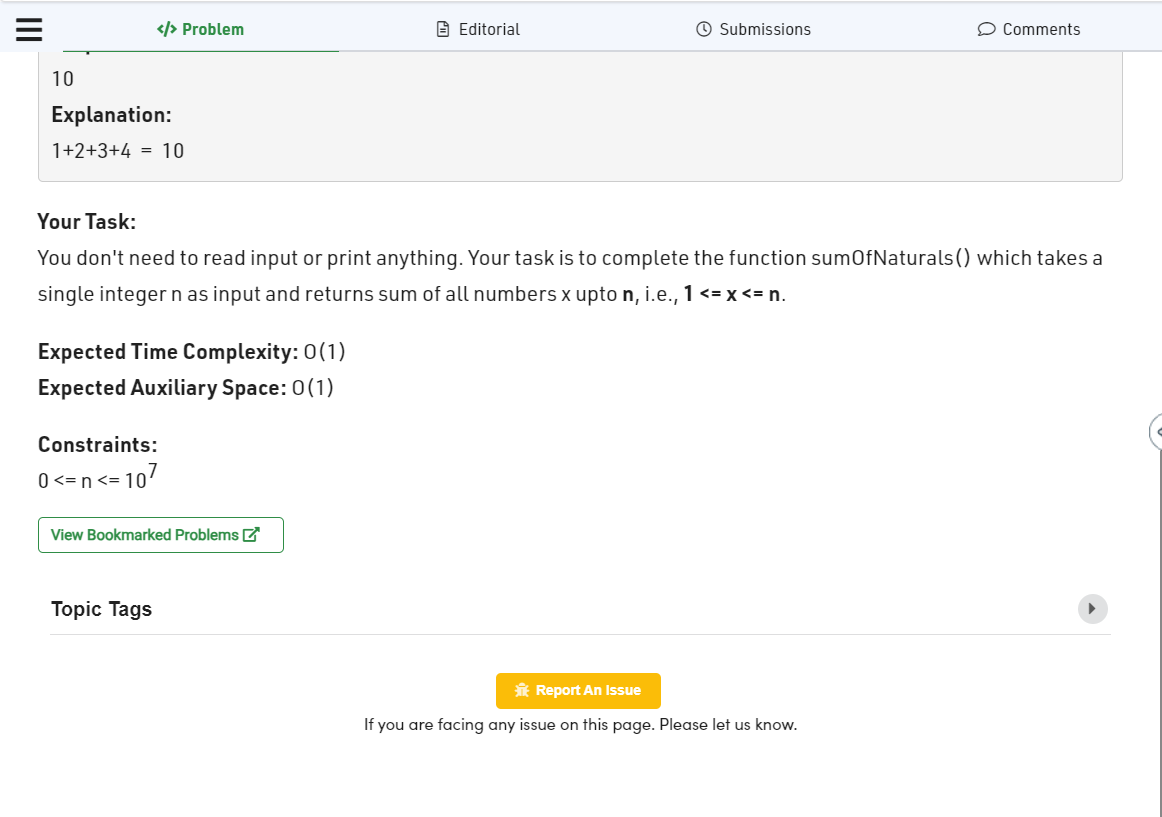 </> Problem
Editorial
Submissions
Comments
10
Explanation:
1+2+3+4 = 10
Your Task:
You don't need to read input or print anything. Your task is to complete the function sumOfNaturals() which takes a
single integer n as input and returns sum of all numbers x upto n, i.e., 1 <= x <= n.
Expected Time Complexity: O(1)
Expected Auxiliary Space: O(1)
Constraints:
0 <= n <= 10⁷
View Bookmarked Problems
Topic Tags
Report An Issue
If you are facing any issue on this page. Please let us know.